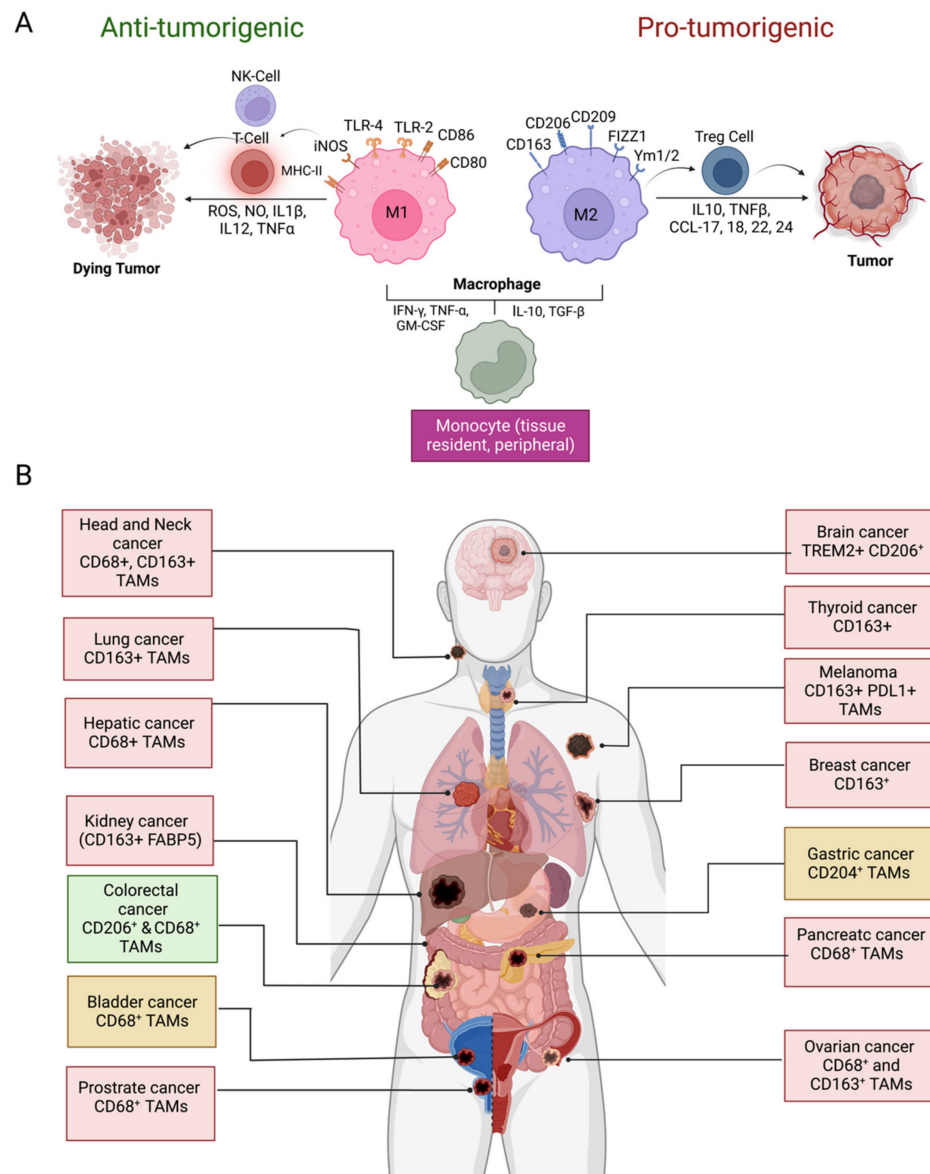 A
Anti-tumorigenic
Pro-tumorigenic
NK-Cell
T-Cell
MHC-II
iNOS
TLR-4
TLR-2
CD86
CD80
M1
ROS, NO, IL1β,
IL12, TNFα
Dying Tumor
CD163
CD206
CD209
FIZZ1
Ym1/2
M2
Treg Cell
IL10, TNFβ,
CCL-17, 18, 22, 24
Tumor
Macrophage
IFN-γ, TNF-α,
GM-CSF
IL-10, TGF-β
Monocyte (tissue
resident, peripheral)
B
Head and Neck
cancer
CD68+, CD163+
TAMs
Lung cancer
CD163+ TAMs
Hepatic cancer
CD68+ TAMs
Kidney cancer
(CD163+ FABP5)
Colorectal
cancer
CD206⁺ & CD68⁺
TAMs
Bladder cancer
CD68⁺ TAMs
Prostrate cancer
CD68⁺ TAMs
Brain cancer
TREM2+ CD206⁺
Thyroid cancer
CD163+
Melanoma
CD163+ PDL1+
TAMs
Breast cancer
CD163⁺
Gastric cancer
CD204⁺ TAMs
Pancreatc cancer
CD68⁺ TAMs
Ovarian cancer
CD68⁺ and
CD163⁺ TAMs